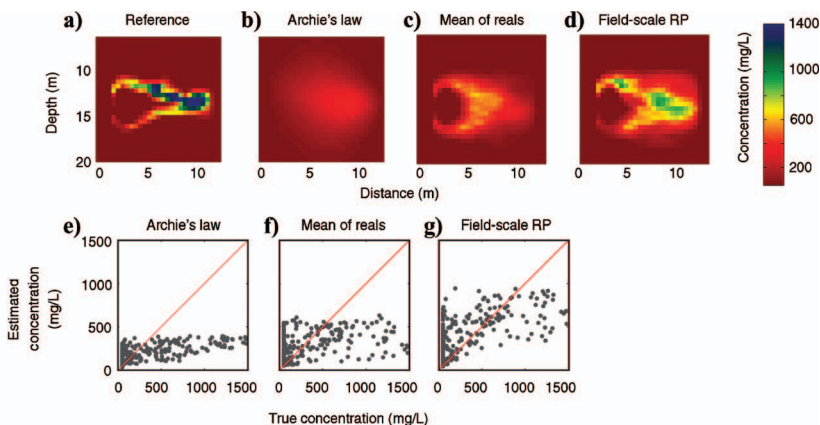 a) Reference
b) Archie's law
c) Mean of reals
d) Field-scale RP
Depth (m)
10
15
20
0 5 10
0 5 10
0 5 10
0 5 10
Distance (m)
Concentration (mg/L)
1400
1000
600
200
e) Archie's law
f) Mean of reals
g) Field-scale RP
Estimated
concentration
(mg/L)
1500
1000
500
0
0 500 1000 1500
0 500 1000 1500
0 500 1000 1500
True concentration (mg/L)